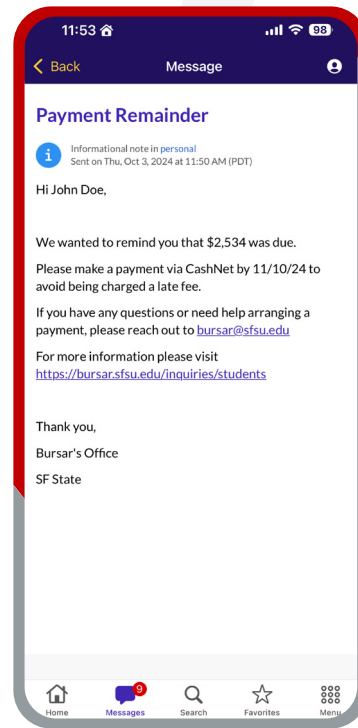 11:53
98
Back
Message
Payment Remainder
Informational note in personal
Sent on Thu, Oct 3, 2024 at 11:50 AM (PDT)
Hi John Doe,
We wanted to remind you that $2,534 was due.
Please make a payment via CashNet by 11/10/24 to
avoid being charged a late fee.
If you have any questions or need help arranging a
payment, please reach out to bursar@sfsu.edu
For more information please visit
https://bursar.sfsu.edu/inquiries/students
Thank you,
Bursar's Office
SF State
9
Home
Messages
Search
Favorites
Menu